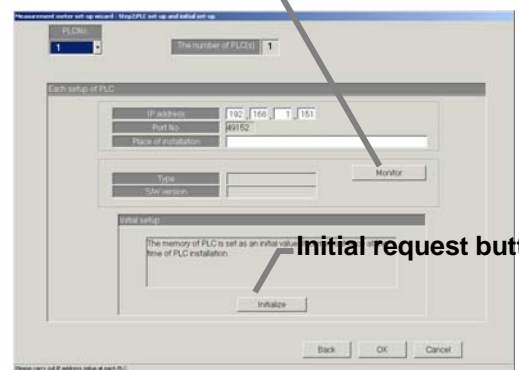 Measurement meter set-up wizard - Step2:PLC set-up and initial set-up
PLCNo.
1
The number of PLC(s) 1
Each setup of PLC
IP address 192 . 168 . 1 . 151
Port No 49152
Place of installation
Type
S/W version
Monitor
Initial setup
The memory of PLC is set as an initial value
time of PLC installation.
Initial request butt
Initialize
Back OK Cancel
Please carry out IP address setup at each PLC.